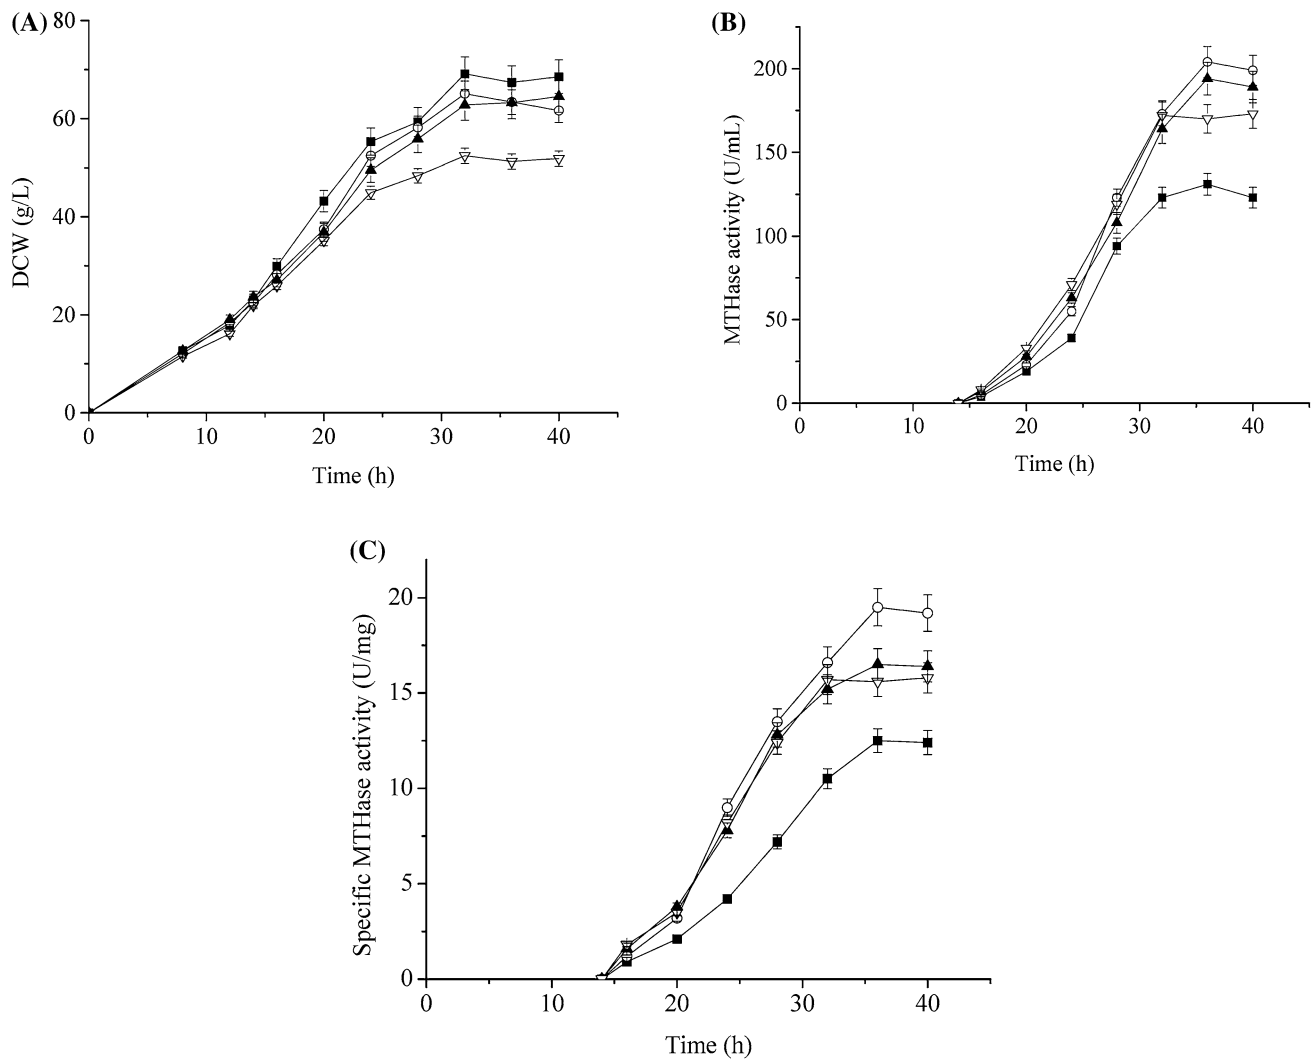 (A)
80
60
40
20
0
DCW (g/L)
0 10 20 30 40
Time (h)
(B)
200
150
100
50
0
MTHase activity (U/mL)
0 10 20 30 40
Time (h)
(C)
20
15
10
5
0
Specific MTHase activity (U/mg)
0 10 20 30 40
Time (h)